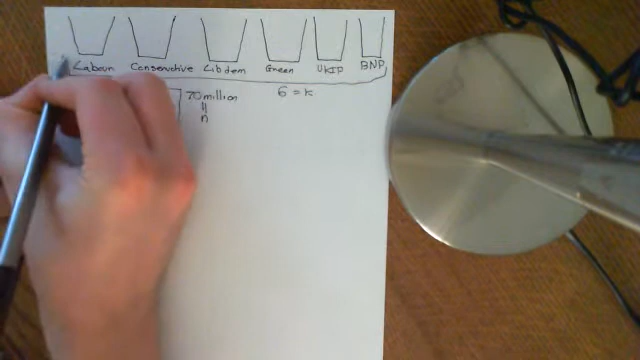 Labour Conservative Lib dem Green UKIP BNP
70 million 6 = k
n